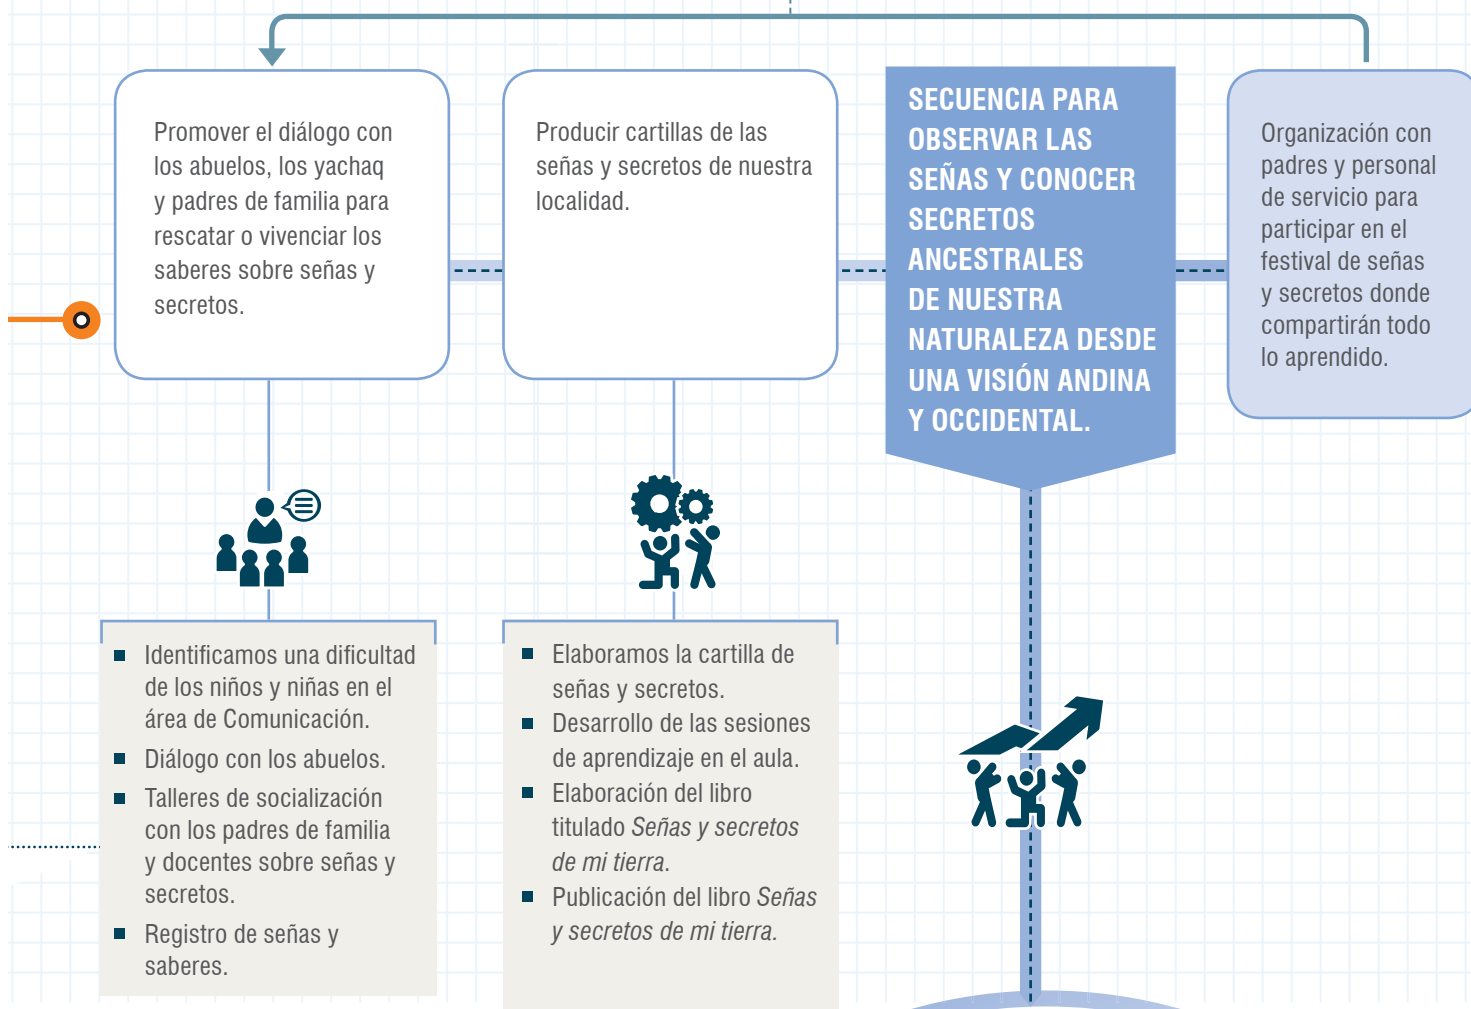 Promover el diálogo con
los abuelos, los yachaq
y padres de familia para
rescatar o vivenciar los
saberes sobre señas y
secretos.
Producir cartillas de las
señas y secretos de nuestra
localidad.
SECUENCIA PARA
OBSERVAR LAS
SEÑAS Y CONOCER
SECRETOS
ANCESTRALES
DE NUESTRA
NATURALEZA DESDE
UNA VISIÓN ANDINA
Y OCCIDENTAL.
Organización con
padres y personal
de servicio para
participar en el
festival de señas
y secretos donde
compartirán todo
lo aprendido.
Identificamos una dificultad
de los niños y niñas en el
área de Comunicación.
Diálogo con los abuelos.
Talleres de socialización
con los padres de familia
y docentes sobre señas y
secretos.
Registro de señas y
saberes.
Elaboramos la cartilla de
señas y secretos.
Desarrollo de las sesiones
de aprendizaje en el aula.
Elaboración del libro
titulado Señas y secretos
de mi tierra.
Publicación del libro Señas
y secretos de mi tierra.